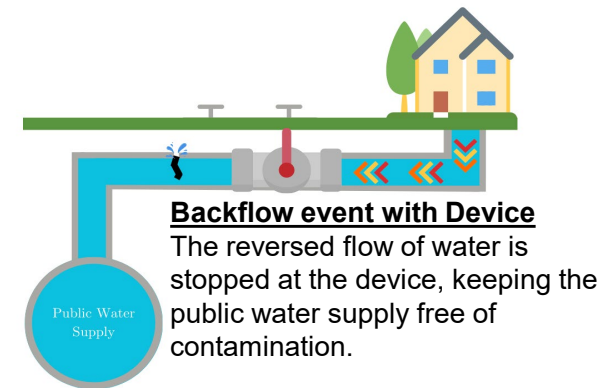 Backflow event with Device
The reversed flow of water is
stopped at the device, keeping the
public water supply free of
contamination.
Public Water
Supply